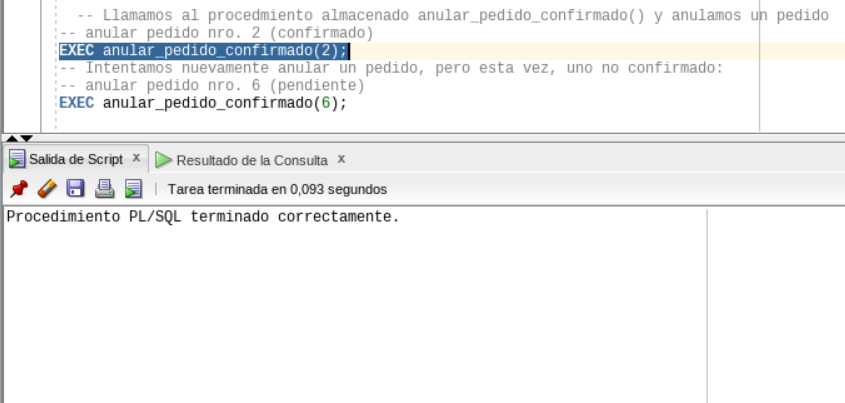 -- Llamamos al procedmiento almacenado anular_pedido_confirmado() y anulamos un pedido
-- anular pedido nro. 2 (confirmado)
EXEC anular_pedido_confirmado(2);
-- Intentamos nuevamente anular un pedido, pero esta vez, uno no confirmado:
-- anular pedido nro. 6 (pendiente)
EXEC anular_pedido_confirmado(6);
Salida de Script x Resultado de la Consulta x
Tarea terminada en 0,093 segundos
Procedimiento PL/SQL terminado correctamente.